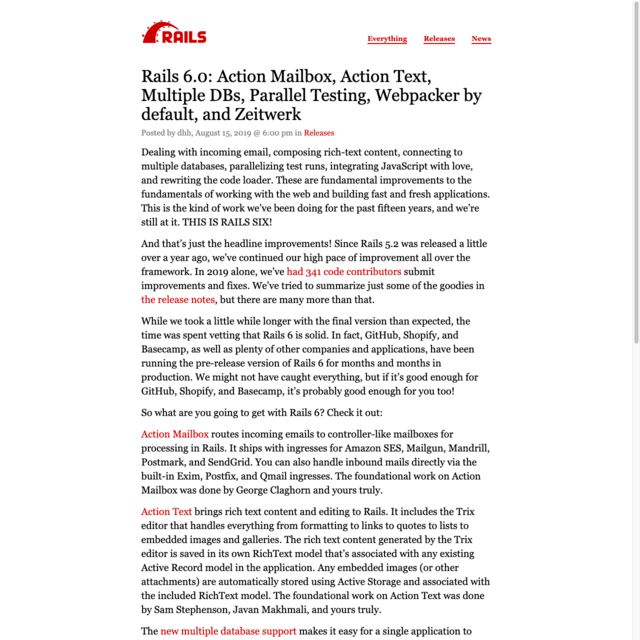 RAILS
Everything Releases News
Rails 6.0: Action Mailbox, Action Text,
Multiple DBs, Parallel Testing, Webpacker by
default, and Zeitwerk
Posted by dhh, August 15, 2019 @ 6:00 pm in Releases
Dealing with incoming email, composing rich-text content, connecting to
multiple databases, parallelizing test runs, integrating JavaScript with love,
and rewriting the code loader. These are fundamental improvements to the
fundamentals of working with the web and building fast and fresh applications.
This is the kind of work we've been doing for the past fifteen years, and we're
still at it. THIS IS RAILS SIX!
And that's just the headline improvements! Since Rails 5.2 was released a little
over a year ago, we've continued our high pace of improvement all over the
framework. In 2019 alone, we've had 341 code contributors submit
improvements and fixes. We've tried to summarize just some of the goodies in
the release notes, but there are many more than that.
While we took a little while longer with the final version than expected, the
time was spent vetting that Rails 6 is solid. In fact, GitHub, Shopify, and
Basecamp, as well as plenty of other companies and applications, have been
running the pre-release version of Rails 6 for months and months in
production. We might not have caught everything, but if it's good enough for
GitHub, Shopify, and Basecamp, it's probably good enough for you too!
So what are you going to get with Rails 6? Check it out:
Action Mailbox routes incoming emails to controller-like mailboxes for
processing in Rails. It ships with ingresses for Amazon SES, Mailgun, Mandrill,
Postmark, and SendGrid. You can also handle inbound mails directly via the
built-in Exim, Postfix, and Qmail ingresses. The foundational work on Action
Mailbox was done by George Claghorn and yours truly.
Action Text brings rich text content and editing to Rails. It includes the Trix
editor that handles everything from formatting to links to quotes to lists to
embedded images and galleries. The rich text content generated by the Trix
editor is saved in its own RichText model that's associated with any existing
Active Record model in the application. Any embedded images (or other
attachments) are automatically stored using Active Storage and associated with
the included RichText model. The foundational work on Action Text was done
by Sam Stephenson, Javan Makhmali, and yours truly.
The new multiple database support makes it easy for a single application to